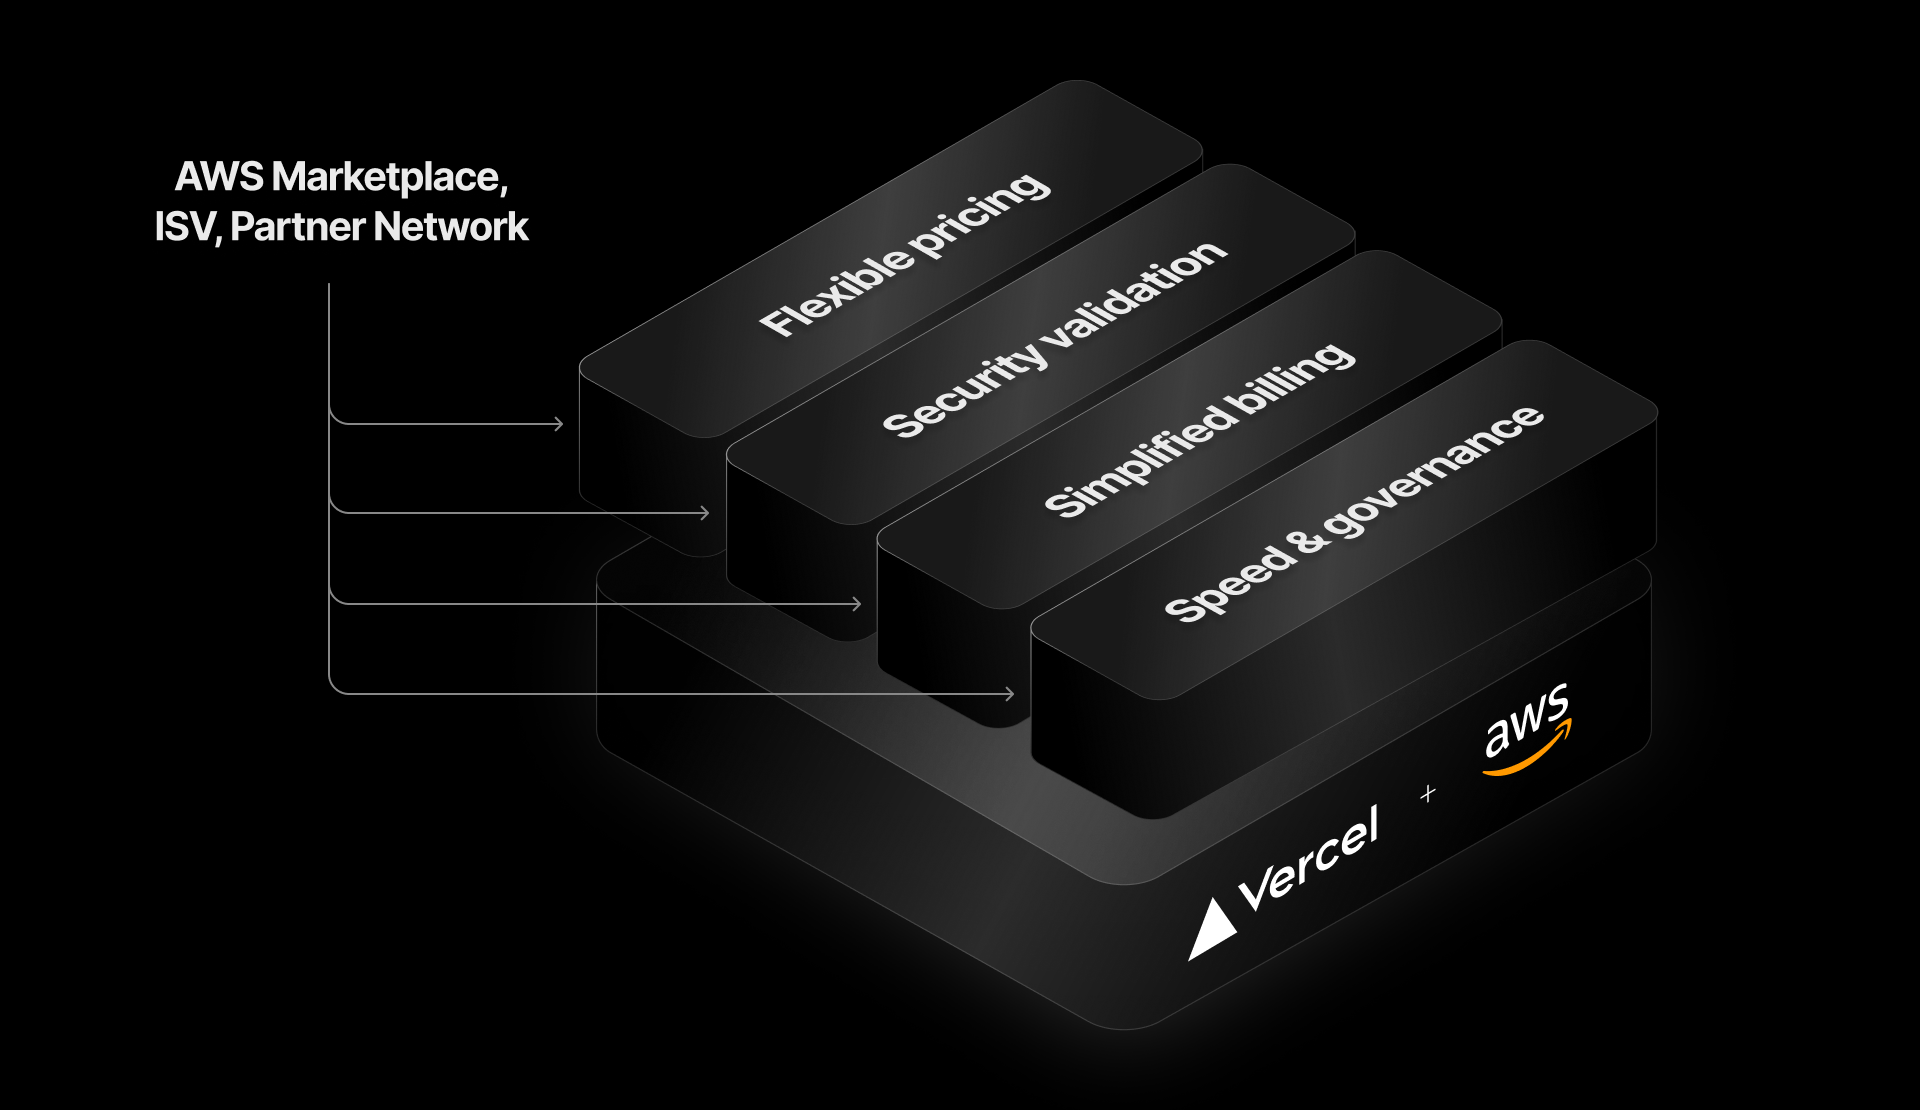 AWS Marketplace,
ISV, Partner Network
Flexible pricing
Security validation
Simplified billing
Speed & governance
Vercel + aws